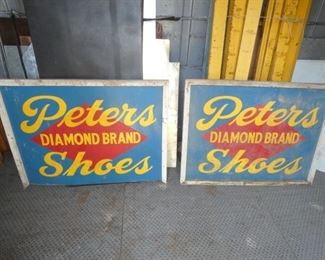 Peters
DIAMOND BRAND
Shoes
Peters
DIAMOND BRAND
Shoes